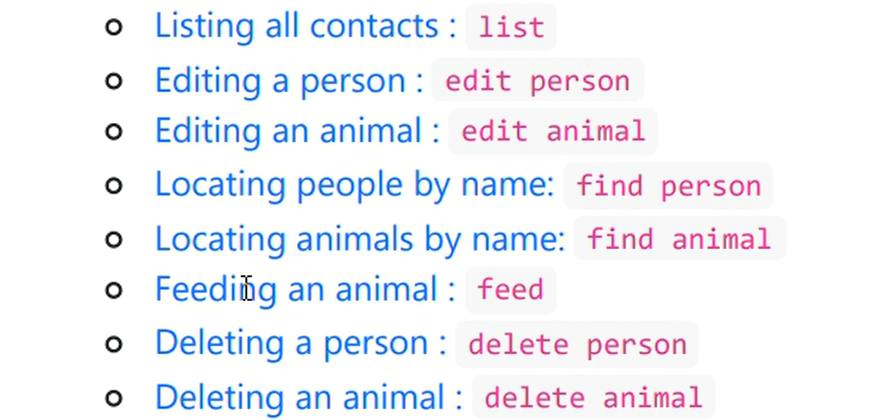 Listing all contacts : list
Editing a person : edit person
Editing an animal : edit animal
Locating people by name: find person
Locating animals by name: find animal
Feeding an animal : feed
Deleting a person : delete person
Deleting an animal : delete animal